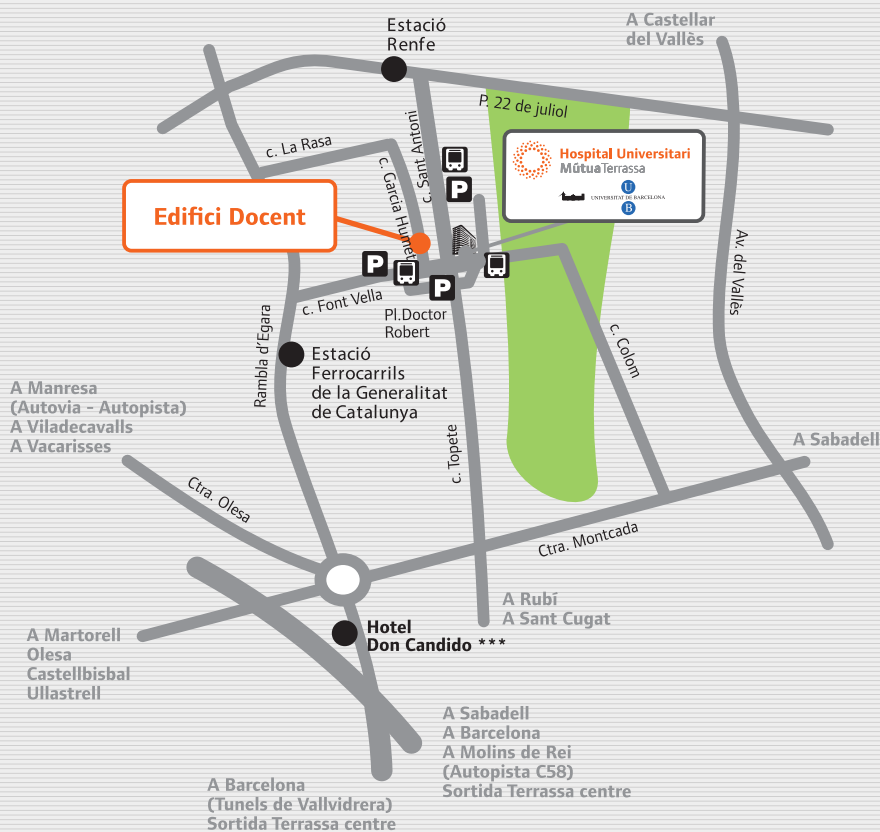 A Castellar
del Vallès
Estació
Renfe
P. 22 de juliol
c. La Rasa
c. Sant Antoni
c. Garcia Humet
Hospital Universitari
MútuaTerrassa
U
UNIVERSITAT DE BARCELONA
B
Edifici Docent
P
P
P
c. Font Vella
Pl.Doctor
Robert
Av. del Vallès
Rambla d'Egara
Estació
Ferrocarrils
de la Generalitat
de Catalunya
c. Colom
A Manresa
(Autovia - Autopista)
A Viladecavalls
A Vacarisses
c. Topete
A Sabadell
Ctra. Olesa
Ctra. Montcada
A Rubí
A Sant Cugat
Hotel
Don Candido ***
A Martorell
Olesa
Castellbisbal
Ullastrell
A Sabadell
A Barcelona
A Molins de Rei
(Autopista C58)
Sortida Terrassa centre
A Barcelona
(Tunels de Vallvidrera)
Sortida Terrassa centre